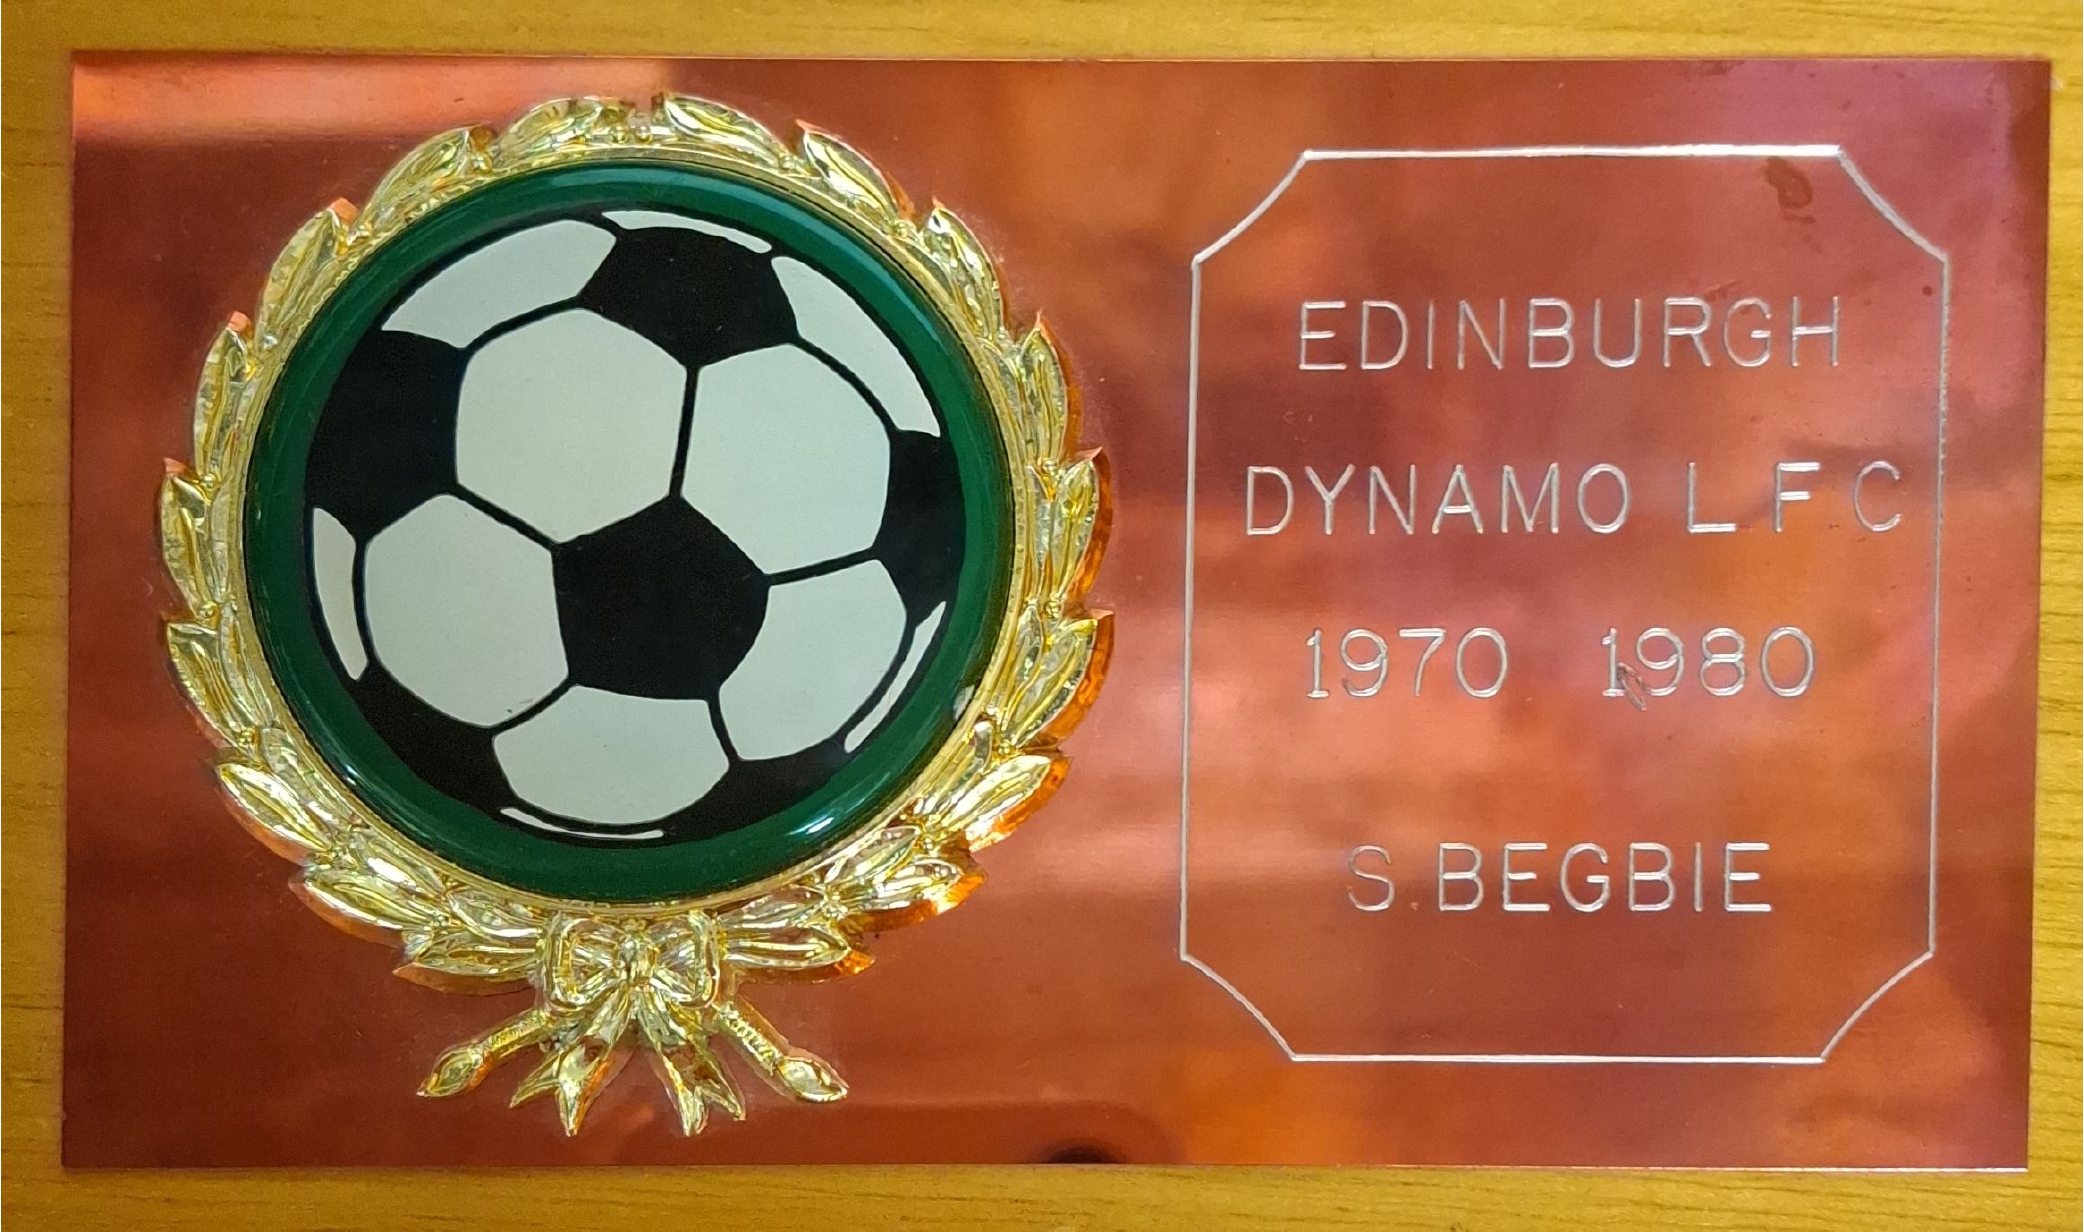 EDINBURGH
DYNAMO L F C
1970 1980
S. BEGBIE